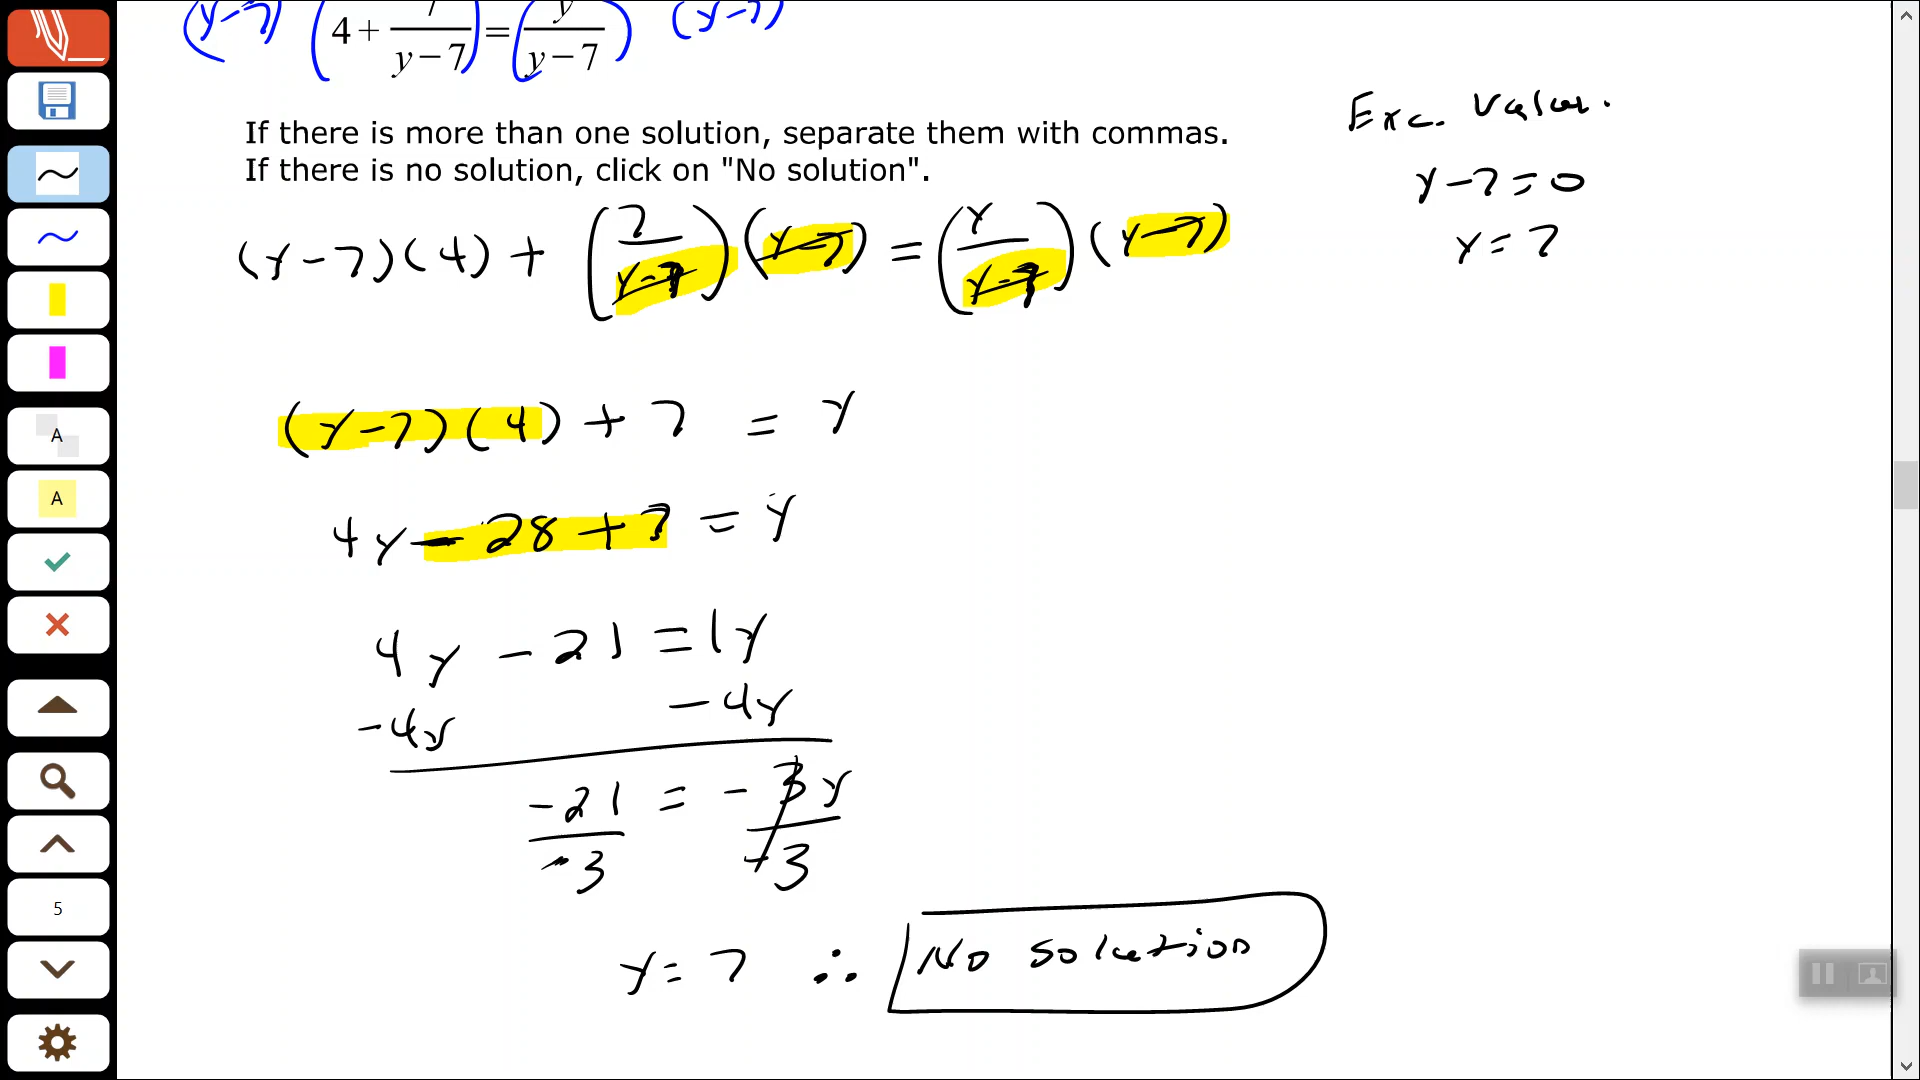 (y-7) (4 + 7/(y-7)) = (y/(y-7)) (y-7)
If there is more than one solution, separate them with commas.
If there is no solution, click on "No solution".
Exc. Value.
y-7=0
y=7
(y-7)(4) + (7/(y-7))(y-7) = (y/(y-7))(y-7)
(y-7)(4) + 7 = y
4y - 28 + 7 = y
4y - 21 = 1y
-4y -4y
-21/-3 = -3y/-3
y = 7 ∴ No solution
A
A
5